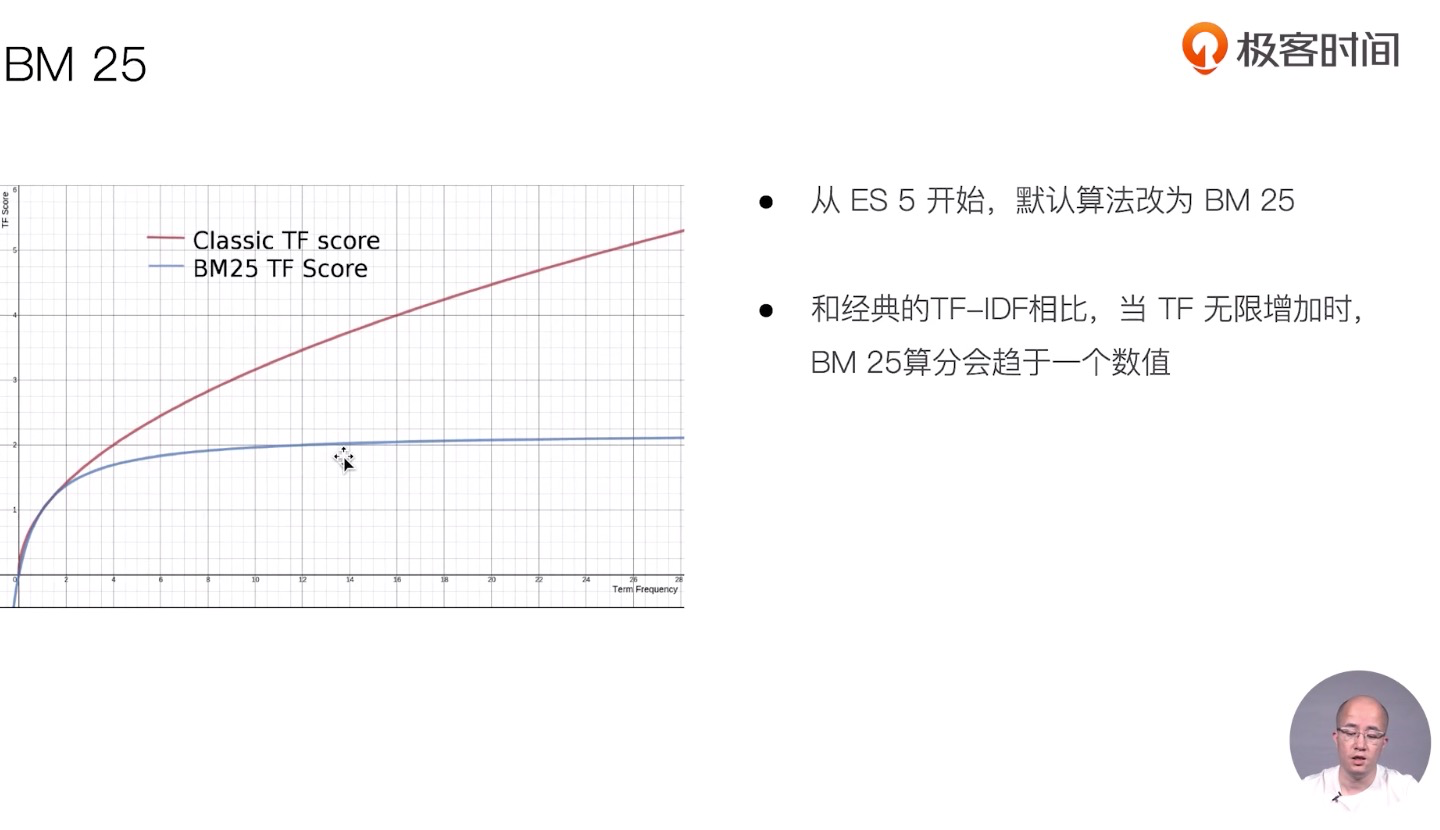 BM 25
极客时间
TF Score
6
5
4
3
2
1
Classic TF score
BM25 TF Score
0 2 4 6 8 10 12 14 16 18 20 22 24 26 28
Term Frequency
从 ES 5 开始，默认算法改为 BM 25
和经典的TF-IDF相比，当 TF 无限增加时，
BM 25算分会趋于一个数值